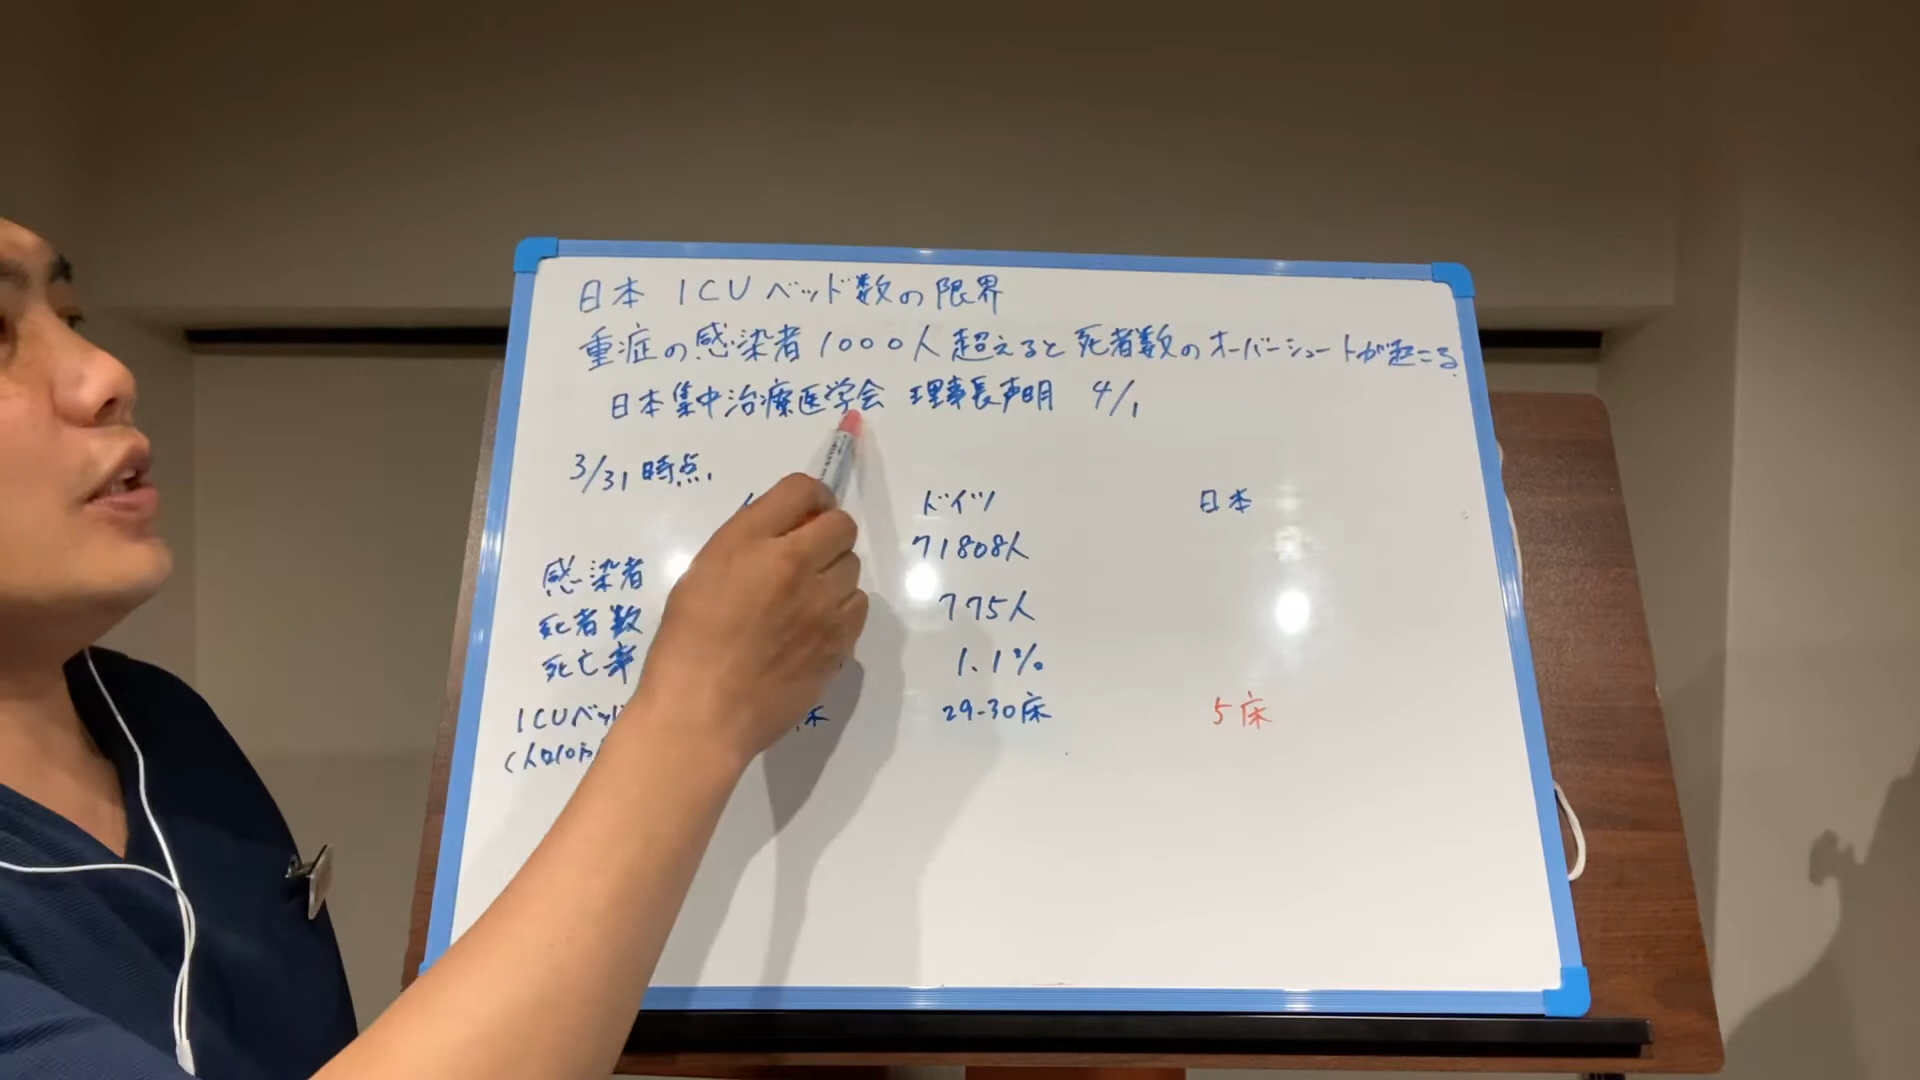 日本 ICU ベッド数の限界
重症の感染者 1000人 超えると死者数のオーバーシュートが起こる
日本集中治療医学会 理事長声明 4/1
3/31 時点
ドイツ 日本
71808人
感染者
死者数 775人
死亡率 1.1%
ICUベッド 29-30床 5床
(人口10万